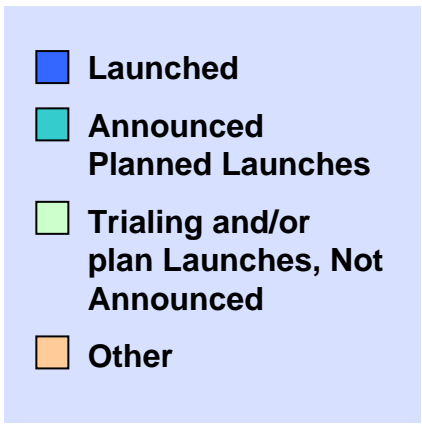 Launched
Announced
Planned Launches
Trialing and/or
plan Launches, Not
Announced
Other